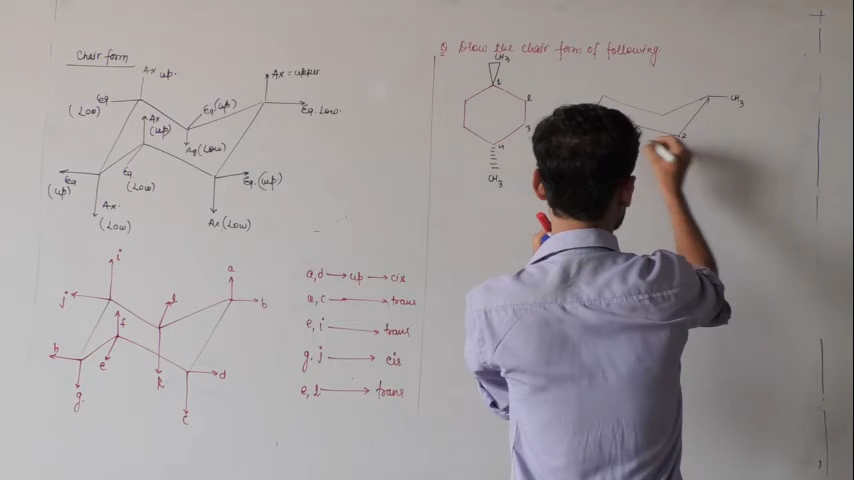 Chair form
Ax up.
Ax = upper
Eq
(Low)
Eq (up)
Eq. Low.
Ax
(up)
Aq (Low)
Eq
(up)
Eq.
(Low)
Eq. (up)
Ax.
(Low)
Ax (Low)
i
j
l
a
b
f
b
e
k
d
g.
c
a, d → up → cis
a, c → trans
e, i → trans
g. j → cis
e, l → trans
Q Draw the chair form of following.
CH3
1
2
3
4
CH3
CH3
2